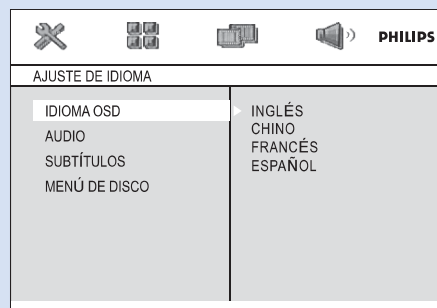 PHILIPS
AJUSTE DE IDIOMA
IDIOMA OSD
AUDIO
SUBTÍTULOS
MENÚ DE DISCO
INGLÉS
CHINO
FRANCÉS
ESPAÑOL